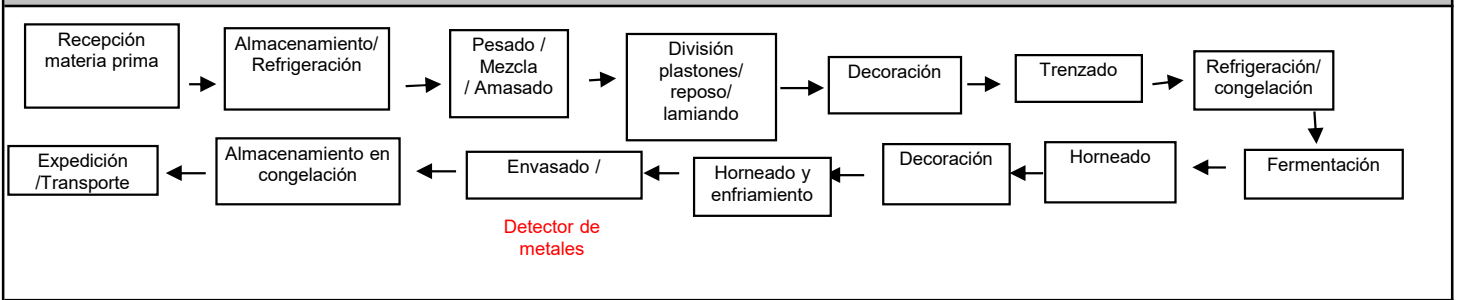 Recepción
materia prima
Almacenamiento/
Refrigeración
Pesado /
Mezcla
/ Amasado
División
plastones/
reposo/
lamiando
Decoración
Trenzado
Refrigeración/
congelación
Fermentación
Horneado
Decoración
Horneado y
enfriamiento
Envasado /
Detector de
metales
Almacenamiento en
congelación
Expedición
/Transporte